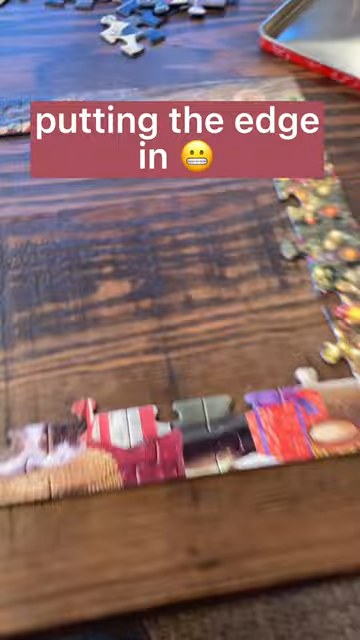 putting the edge
in 😬